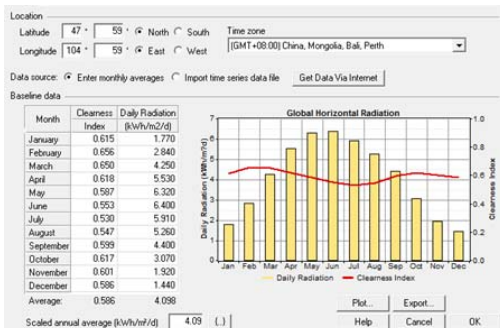 Location
Latitude 47 ° 59 ' North South Time zone
Longitude 104 ° 59 ' East West (GMT+08:00) China, Mongolia, Bali, Perth
Data source: Enter monthly averages Import time series data file Get Data Via Internet
Baseline data
Month Clearness Index Daily Radiation (kWh/m2/d)
January 0.615 1.770
February 0.656 2.840
March 0.650 4.250
April 0.618 5.530
May 0.587 6.320
June 0.553 6.400
July 0.530 5.910
August 0.547 5.260
September 0.599 4.400
October 0.617 3.070
November 0.601 1.920
December 0.586 1.440
Average: 0.586 4.098
Scaled annual average (kWh/m²/d) 4.09 {..}
Global Horizontal Radiation
Daily Radiation (kWh/m²/d)
7
6
5
4
3
2
1
0
1.0
0.8
0.6
0.4
0.2
0.0
Clearness Index
Jan Feb Mar Apr May Jun Jul Aug Sep Oct Nov Dec
Daily Radiation Clearness Index
Plot... Export...
Help Cancel OK